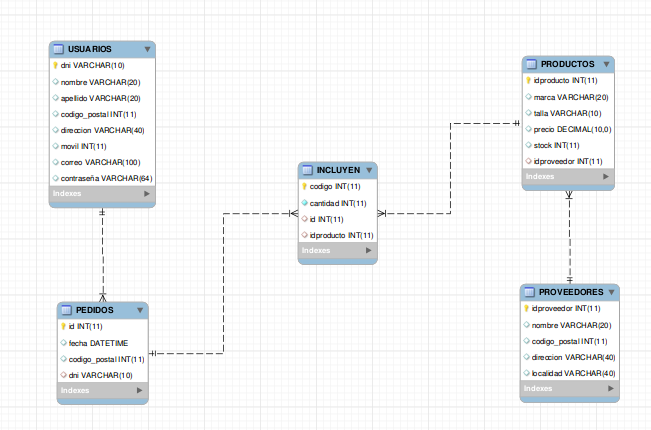 USUARIOS
dni VARCHAR(10)
nombre VARCHAR(20)
apellido VARCHAR(20)
codigo_postal INT(11)
direccion VARCHAR(40)
movil INT(11)
correo VARCHAR(100)
contraseña VARCHAR(64)
Indexes
PEDIDOS
id INT(11)
fecha DATETIME
codigo_postal INT(11)
dni VARCHAR(10)
Indexes
INCLUYEN
codigo INT(11)
cantidad INT(11)
id INT(11)
idproducto INT(11)
Indexes
PRODUCTOS
idproducto INT(11)
marca VARCHAR(20)
talla VARCHAR(10)
precio DECIMAL(10,0)
stock INT(11)
idproveedor INT(11)
Indexes
PROVEEDORES
idproveedor INT(11)
nombre VARCHAR(20)
codigo_postal INT(11)
direccion VARCHAR(40)
localidad VARCHAR(40)
Indexes